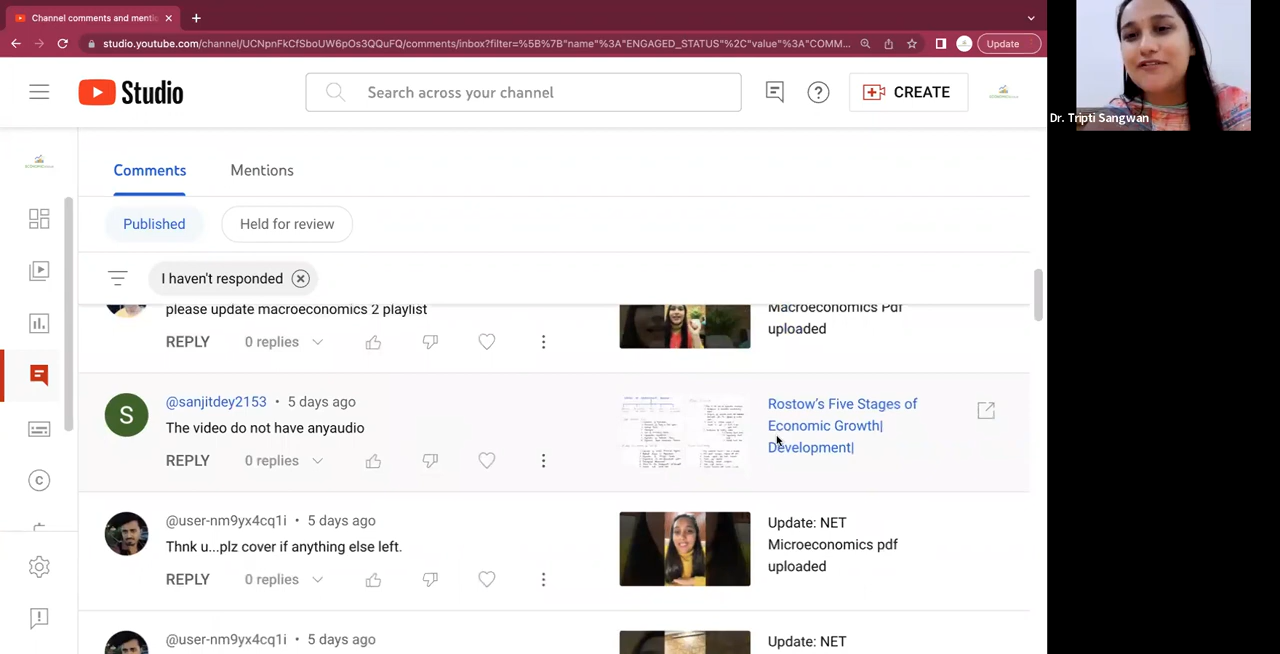 Channel comments and menti
studio.youtube.com/channel/UCNpnFkCfSboUW6pOs3QQuFQ/comments/inbox?filter=%5B%7B"name"%3A"ENGAGED_STATUS"%2C"value"%3A"COMM...
Update
Studio
Search across your channel
CREATE
Dr. Tripti Sangwan
Comments
Mentions
Published
Held for review
I haven't responded
please update macroeconomics 2 playlist
Macroeconomics Pdf
uploaded
REPLY 0 replies
@sanjitdey2153 • 5 days ago
The video do not have anyaudio
REPLY 0 replies
Rostow's Five Stages of
Economic Growth|
Development|
@user-nm9yx4cq1i • 5 days ago
Thnk u...plz cover if anything else left.
REPLY 0 replies
Update: NET
Microeconomics pdf
uploaded
@user-nm9yx4cq1i • 5 days ago
Update: NET
S